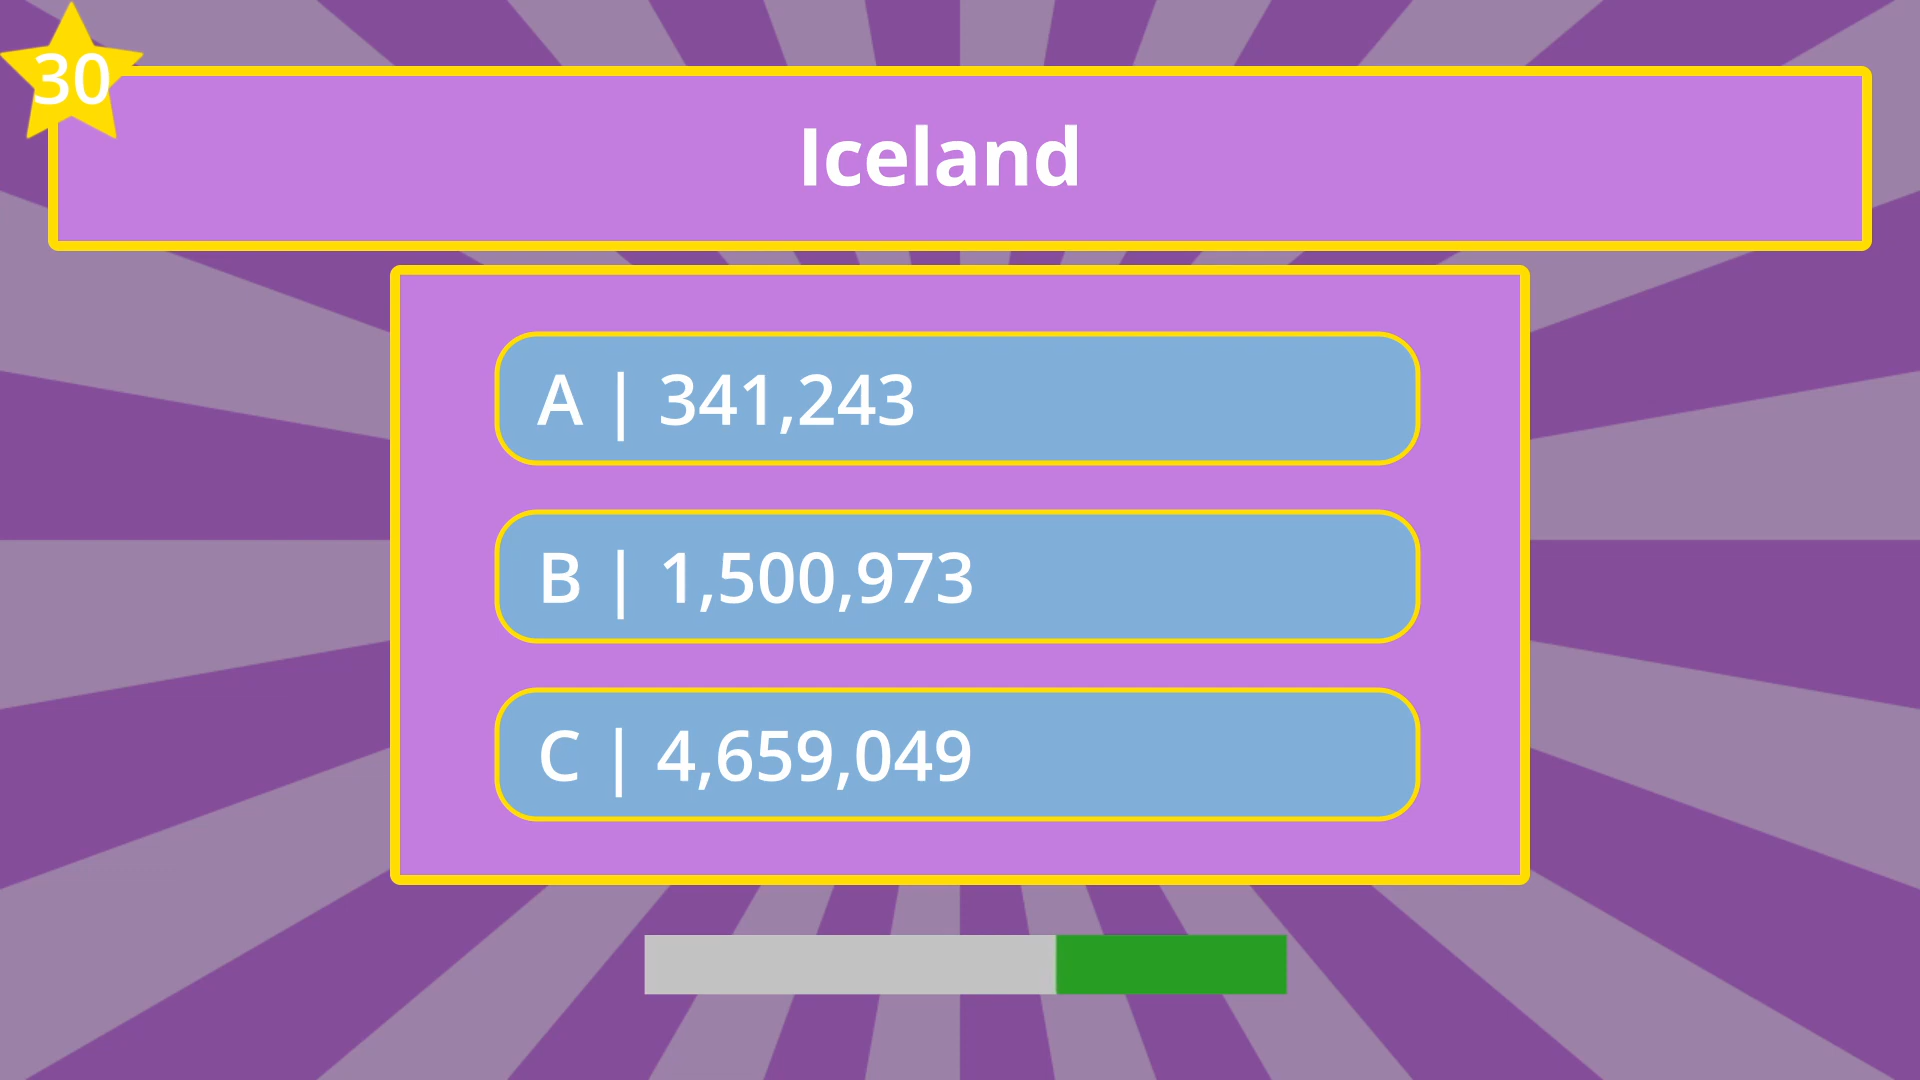 30
Iceland
A | 341,243
B | 1,500,973
C | 4,659,049